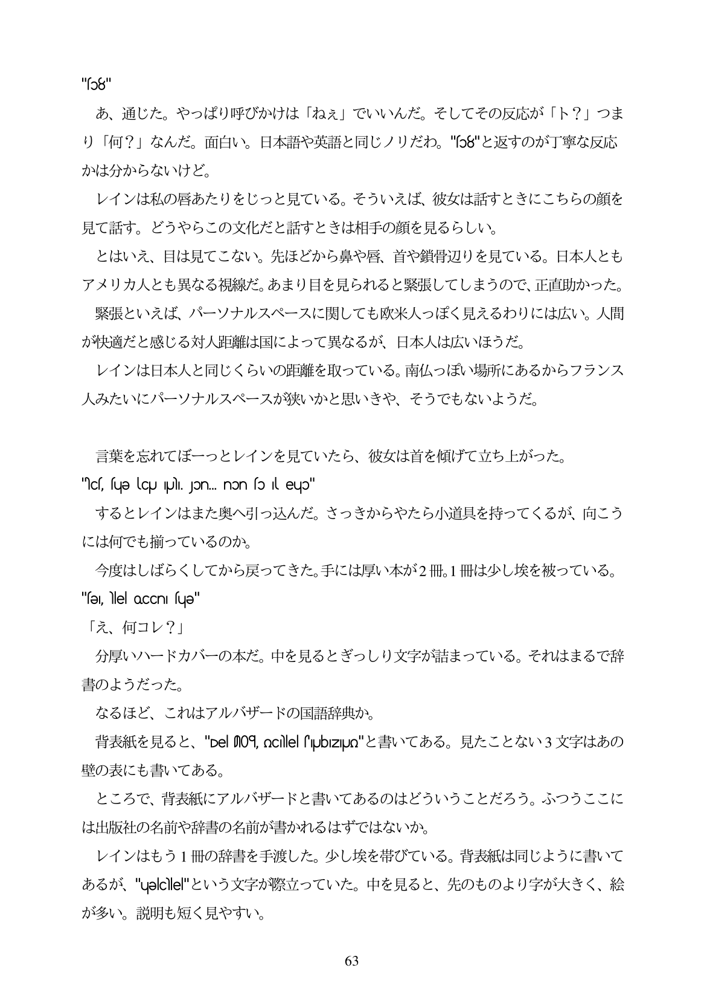 "ʃɔ8"
あ、通じた。やっぱり呼びかけは「ねぇ」でいいんだ。そしてその反応が「ト？」つま
り「何？」なんだ。面白い。日本語や英語と同じノリだわ。"ʃɔ8"と返すのが丁寧な反応
かは分からないけど。
レインは私の唇あたりをじっと見ている。そういえば、彼女は話すときにこちらの顔を
見て話す。どうやらこの文化だと話すときは相手の顔を見るらしい。
とはいえ、目は見てこない。先ほどから鼻や唇、首や鎖骨辺りを見ている。日本人とも
アメリカ人とも異なる視線だ。あまり目を見られると緊張してしまうので、正直助かった。
緊張といえば、パーソナルスペースに関しても欧米人っぽく見えるわりには広い。人間
が快適だと感じる対人距離は国によって異なるが、日本人は広いほうだ。
レインは日本人と同じくらいの距離を取っている。南仏っぽい場所にあるからフランス
人みたいにパーソナルスペースが狭いかと思いきや、そうでもないようだ。
言葉を忘れてぼーっとレインを見ていたら、彼女は首を傾げて立ち上がった。
するとレインはまた奥へ引っ込んだ。さっきからやたら小道具を持ってくるが、向こう
には何でも揃っているのか。
今度はしばらくしてから戻ってきた。手には厚い本が2冊。1冊は少し埃を被っている。
「え、何コレ？」
分厚いハードカバーの本だ。中を見るとぎっしり文字が詰まっている。それはまるで辞
書のようだった。
なるほど、これはアルバザードの国語辞典か。
背表紙を見ると、と書いてある。見たことない3文字はあの
壁の表にも書いてある。
ところで、背表紙にアルバザードと書いてあるのはどういうことだろう。ふつうここに
は出版社の名前や辞書の名前が書かれるはずではないか。
レインはもう1冊の辞書を手渡した。少し埃を帯びている。背表紙は同じように書いて
あるが、という文字が際立っていた。中を見ると、先のものより字が大きく、絵
が多い。説明も短く見やすい。
63